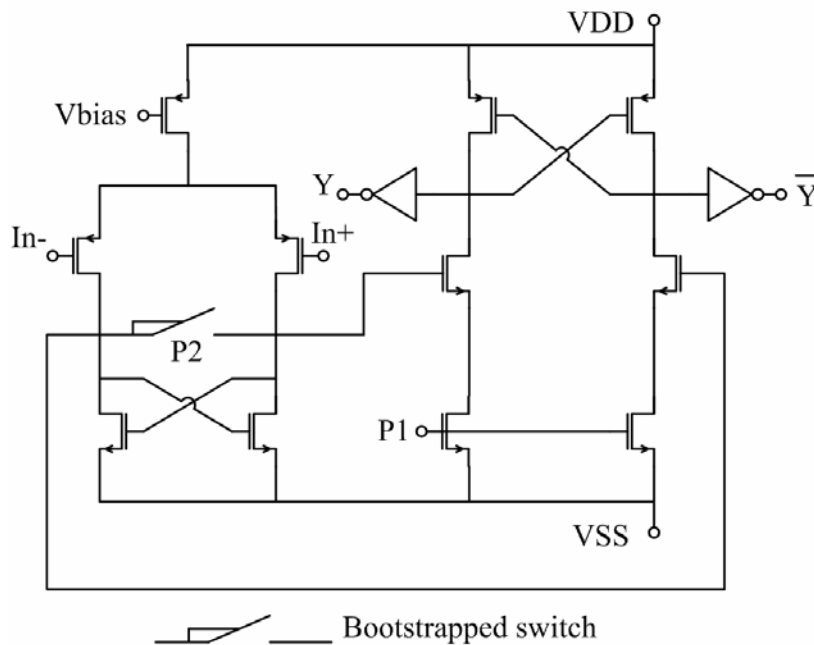 VDD
Vbias
Y
Y̅
In-
In+
P2
P1
VSS
Bootstrapped switch